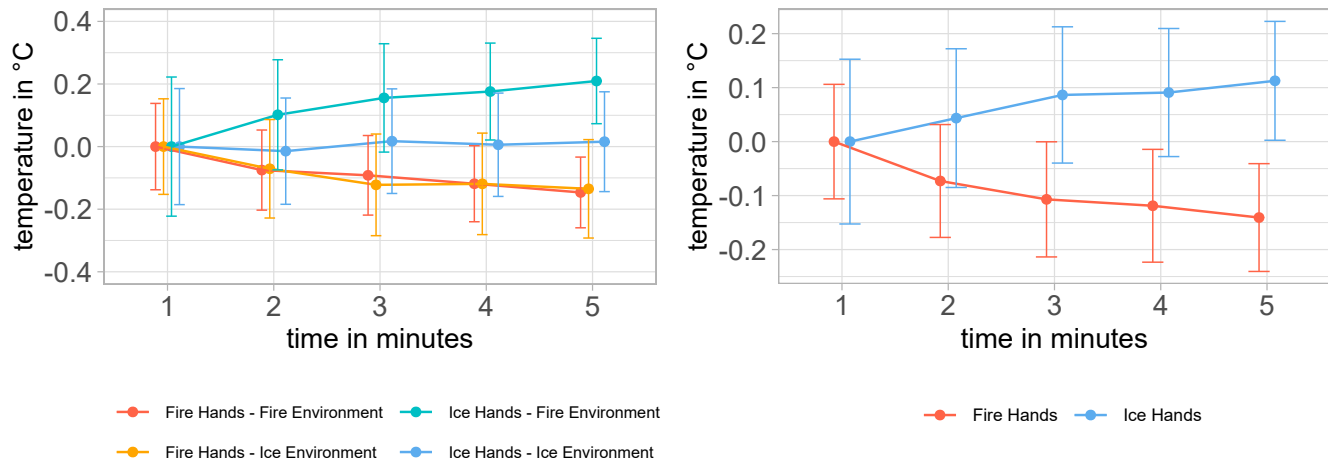 0.4
0.2
0.0
-0.2
-0.4
temperature in °C
1 2 3 4 5
time in minutes
Fire Hands - Fire Environment
Ice Hands - Fire Environment
Fire Hands - Ice Environment
Ice Hands - Ice Environment
0.2
0.1
0.0
-0.1
-0.2
temperature in °C
1 2 3 4 5
time in minutes
Fire Hands
Ice Hands